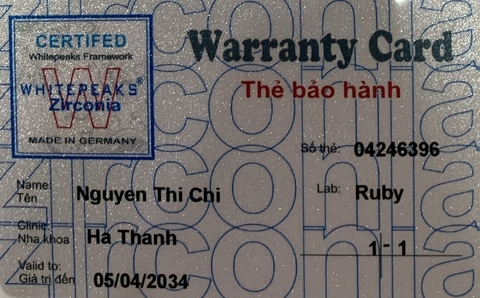 CERTIFED
Whitepeaks Framework
WHITEPEAKS®
Zirconia
MADE IN GERMANY
Warranty Card
Thẻ bảo hành
Số thẻ: 04246396
Name:
Tên
Nguyen Thi Chi
Lab: Ruby
Clinic:
Nha khoa
Ha Thanh
1 - 1
Valid to:
Giá trị đến
05/04/2034